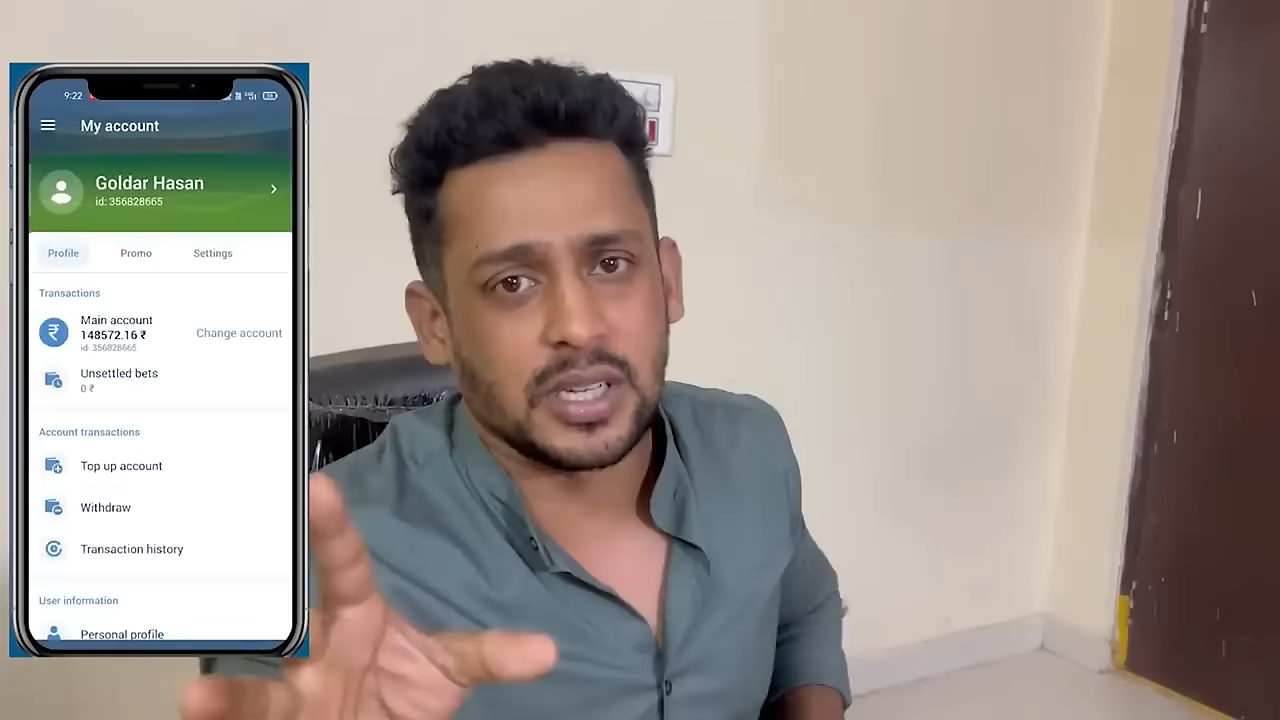 9:22
My account
Goldar Hasan
id: 356828665
Profile Promo Settings
Transactions
Main account
148572.16 ₹
id: 356828665
Change account
Unsettled bets
0 ₹
Account transactions
Top up account
Withdraw
Transaction history
User information
Personal profile